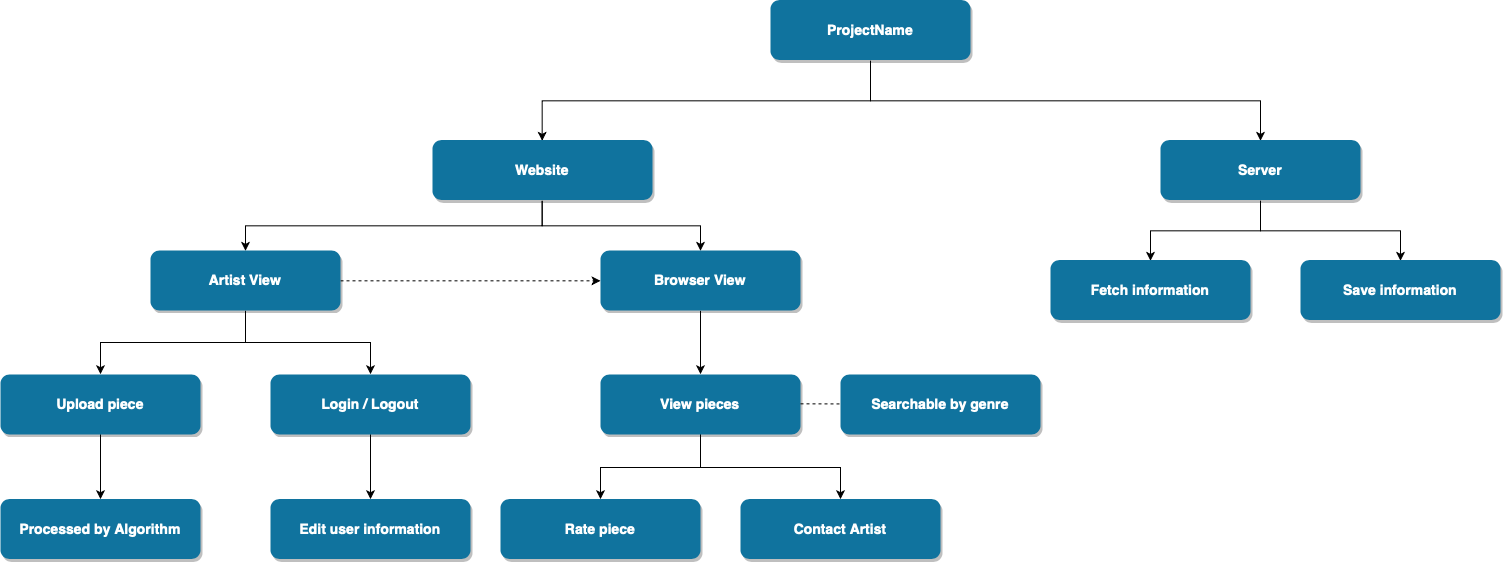 ProjectName
Website
Server
Artist View
Browser View
Fetch information
Save information
Upload piece
Login / Logout
View pieces
Searchable by genre
Processed by Algorithm
Edit user information
Rate piece
Contact Artist